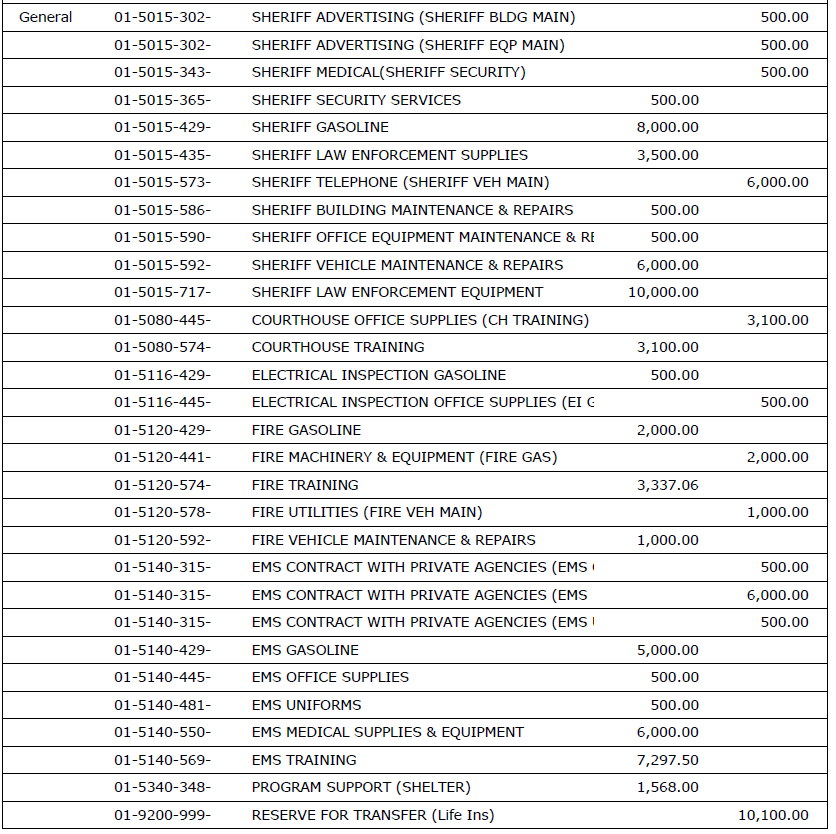 General 01-5015-302- SHERIFF ADVERTISING (SHERIFF BLDG MAIN) 500.00
01-5015-302- SHERIFF ADVERTISING (SHERIFF EQP MAIN) 500.00
01-5015-343- SHERIFF MEDICAL(SHERIFF SECURITY) 500.00
01-5015-365- SHERIFF SECURITY SERVICES 500.00
01-5015-429- SHERIFF GASOLINE 8,000.00
01-5015-435- SHERIFF LAW ENFORCEMENT SUPPLIES 3,500.00
01-5015-573- SHERIFF TELEPHONE (SHERIFF VEH MAIN) 6,000.00
01-5015-586- SHERIFF BUILDING MAINTENANCE & REPAIRS 500.00
01-5015-590- SHERIFF OFFICE EQUIPMENT MAINTENANCE & RE 500.00
01-5015-592- SHERIFF VEHICLE MAINTENANCE & REPAIRS 6,000.00
01-5015-717- SHERIFF LAW ENFORCEMENT EQUIPMENT 10,000.00
01-5080-445- COURTHOUSE OFFICE SUPPLIES (CH TRAINING) 3,100.00
01-5080-574- COURTHOUSE TRAINING 3,100.00
01-5116-429- ELECTRICAL INSPECTION GASOLINE 500.00
01-5116-445- ELECTRICAL INSPECTION OFFICE SUPPLIES (EI G 500.00
01-5120-429- FIRE GASOLINE 2,000.00
01-5120-441- FIRE MACHINERY & EQUIPMENT (FIRE GAS) 2,000.00
01-5120-574- FIRE TRAINING 3,337.06
01-5120-578- FIRE UTILITIES (FIRE VEH MAIN) 1,000.00
01-5120-592- FIRE VEHICLE MAINTENANCE & REPAIRS 1,000.00
01-5140-315- EMS CONTRACT WITH PRIVATE AGENCIES (EMS 500.00
01-5140-315- EMS CONTRACT WITH PRIVATE AGENCIES (EMS 6,000.00
01-5140-315- EMS CONTRACT WITH PRIVATE AGENCIES (EMS 500.00
01-5140-429- EMS GASOLINE 5,000.00
01-5140-445- EMS OFFICE SUPPLIES 500.00
01-5140-481- EMS UNIFORMS 500.00
01-5140-550- EMS MEDICAL SUPPLIES & EQUIPMENT 6,000.00
01-5140-569- EMS TRAINING 7,297.50
01-5340-348- PROGRAM SUPPORT (SHELTER) 1,568.00
01-9200-999- RESERVE FOR TRANSFER (Life Ins) 10,100.00